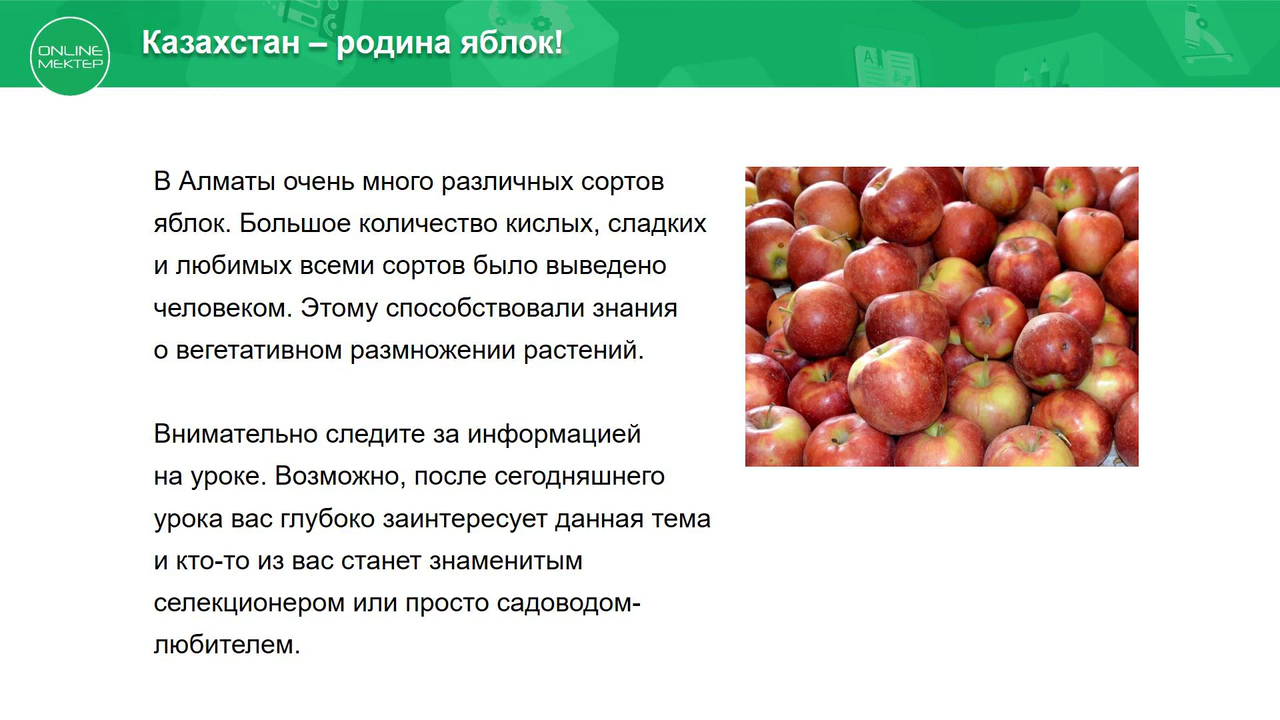 ONLINE
МЕКТЕР
Казахстан – родина яблок!
В Алматы очень много различных сортов
яблок. Большое количество кислых, сладких
и любимых всеми сортов было выведено
человеком. Этому способствовали знания
о вегетативном размножении растений.
Внимательно следите за информацией
на уроке. Возможно, после сегодняшнего
урока вас глубоко заинтересует данная тема
и кто-то из вас станет знаменитым
селекционером или просто садоводом-
любителем.